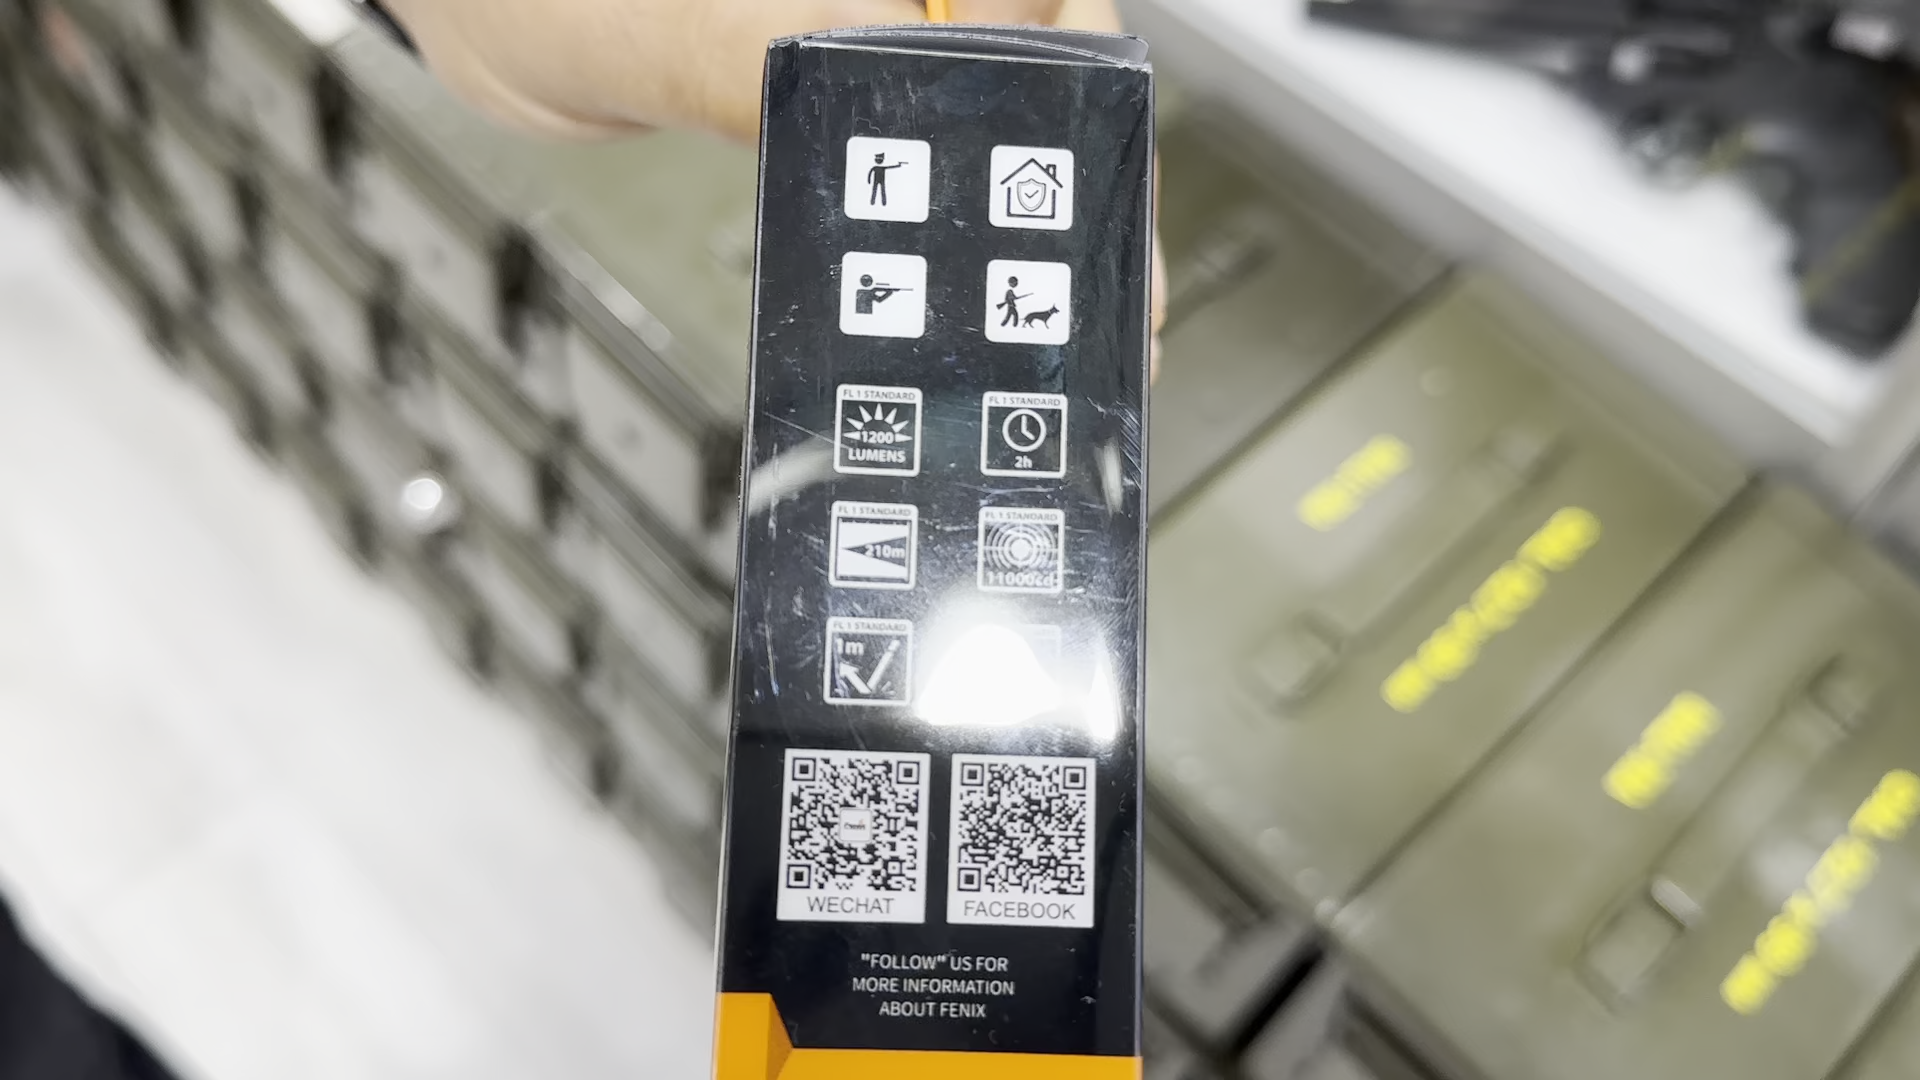 FL 1 STANDARD
1200
LUMENS
FL 1 STANDARD
2h
FL 1 STANDARD
210m
FL 1 STANDARD
11000cd
FL 1 STANDARD
1m
WECHAT
FACEBOOK
"FOLLOW" US FOR
MORE INFORMATION
ABOUT FENIX